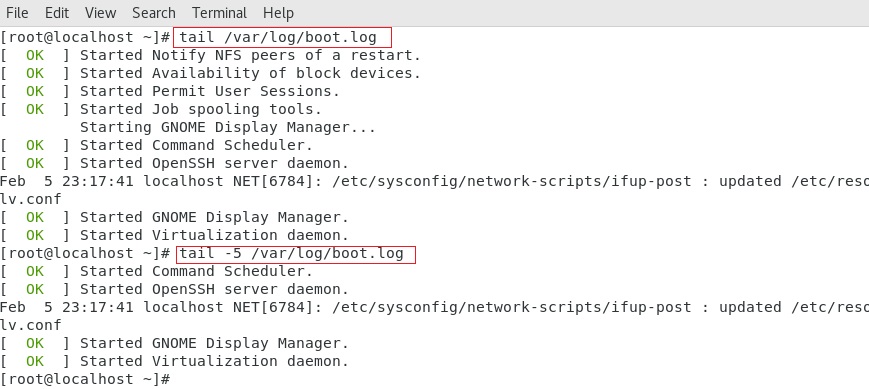 File Edit View Search Terminal Help
[root@localhost ~]# tail /var/log/boot.log
[  OK  ] Started Notify NFS peers of a restart.
[  OK  ] Started Availability of block devices.
[  OK  ] Started Permit User Sessions.
[  OK  ] Started Job spooling tools.
         Starting GNOME Display Manager...
[  OK  ] Started Command Scheduler.
[  OK  ] Started OpenSSH server daemon.
Feb  5 23:17:41 localhost NET[6784]: /etc/sysconfig/network-scripts/ifup-post : updated /etc/reso
lv.conf
[  OK  ] Started GNOME Display Manager.
[  OK  ] Started Virtualization daemon.
[root@localhost ~]# tail -5 /var/log/boot.log
[  OK  ] Started Command Scheduler.
[  OK  ] Started OpenSSH server daemon.
Feb  5 23:17:41 localhost NET[6784]: /etc/sysconfig/network-scripts/ifup-post : updated /etc/reso
lv.conf
[  OK  ] Started GNOME Display Manager.
[  OK  ] Started Virtualization daemon.
[root@localhost ~]#